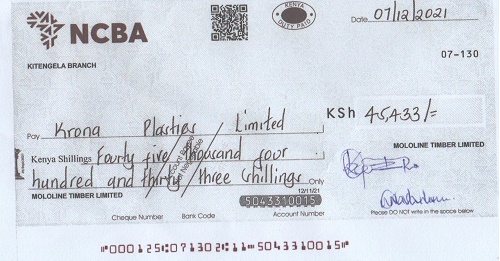 NCBA
KENYA
DUTY PAID
Date 07/12/2021
KITENGELA BRANCH
07-130
Pay Krona Plastics Limited
KSh 45,433/=
Kenya Shillings Fourty five thousand four
MOLOLINE TIMBER LIMITED
hundred and thirty three shillings Only
MOLOLINE TIMBER LIMITED
12/11/21
5043310015
Cheque Number Bank Code Account Number
Please DO NOT write in the space below
⑈000125⑆071302⑆11⑉5043310015⑈